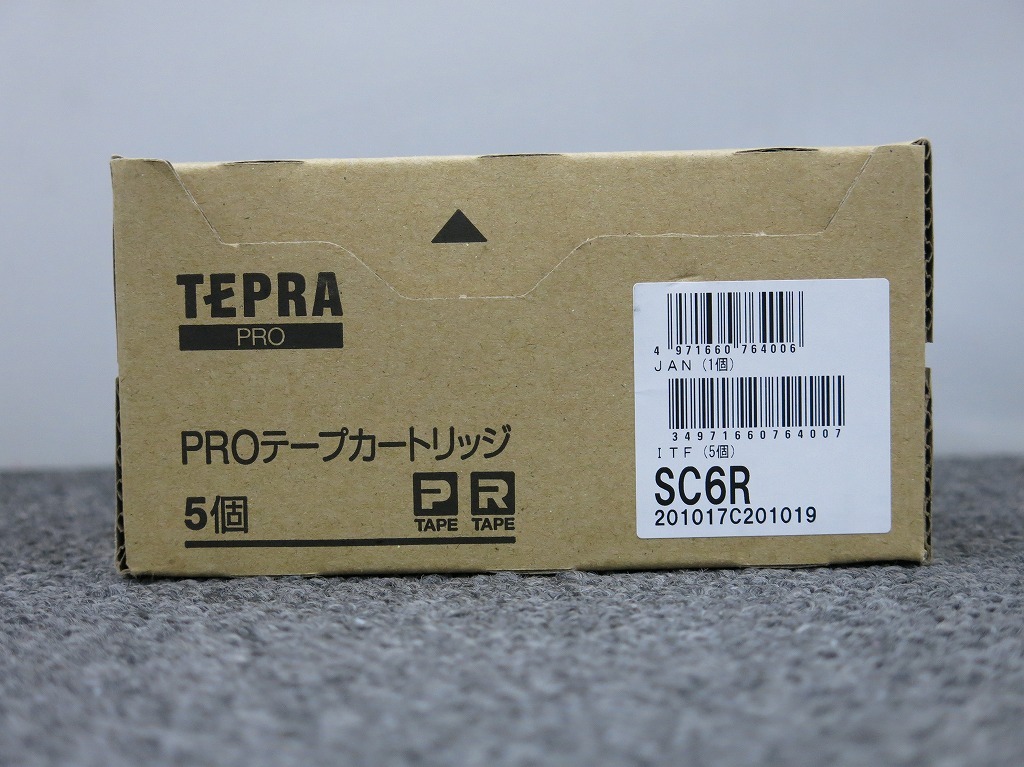 TEPRA
PRO
PROテープカートリッジ
5個
P
TAPE
R
TAPE
4 971660 764006
JAN (1個)
34971660764007
ITF (5個)
SC6R
201017C201019